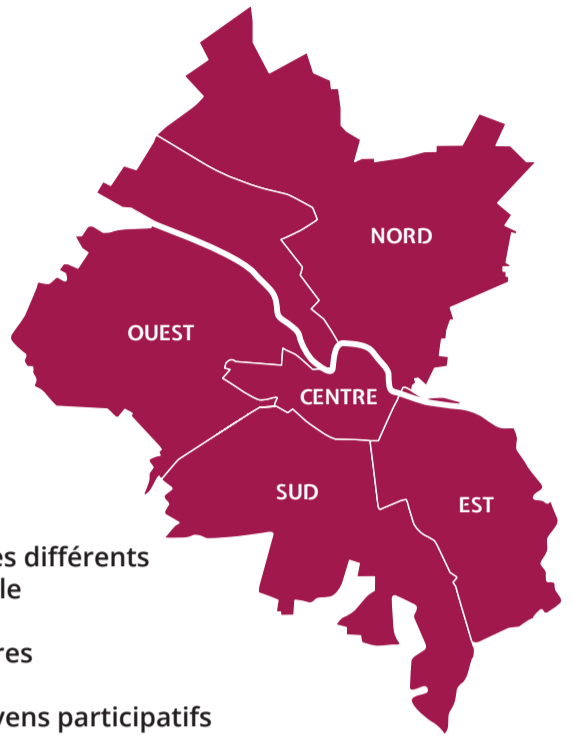 NORD
OUEST
CENTRE
SUD
EST
es différents
le
res
yens participatifs